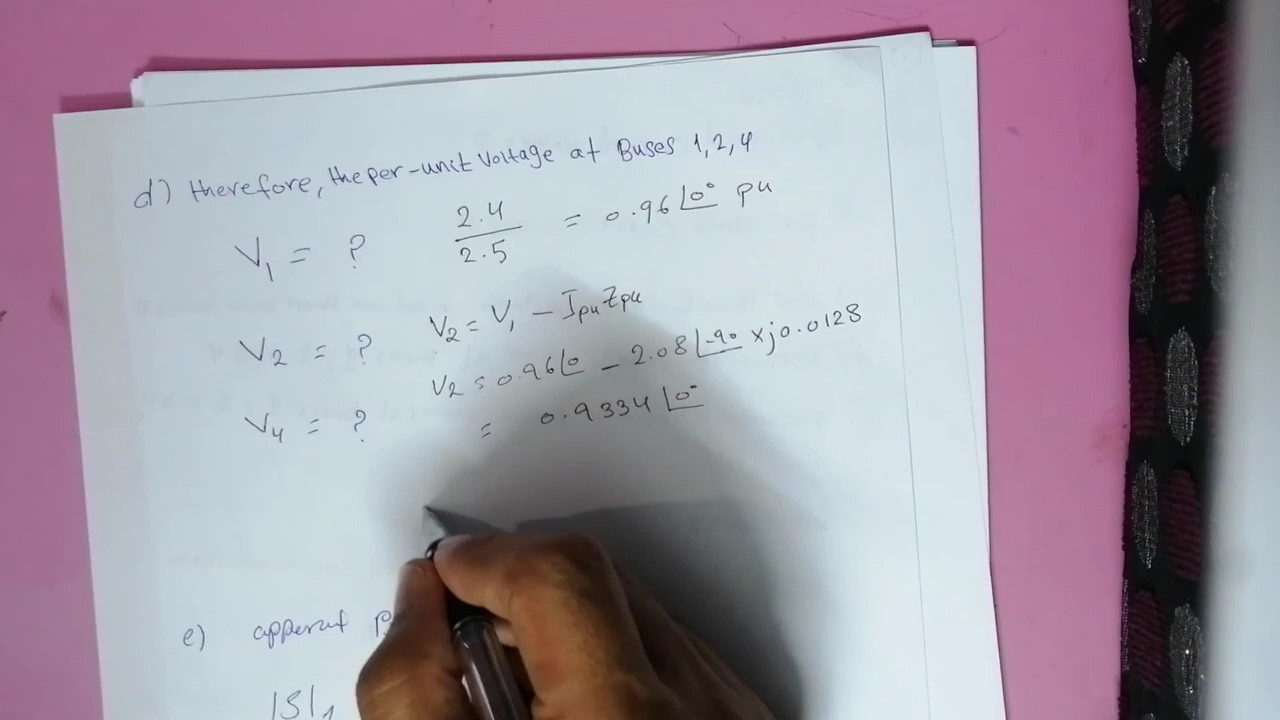 d) therefore, the per-unit Voltage at Buses 1,2,4
V₁ = ? 2.4/2.5 = 0.96∠0° pu
V₂ = ? V₂ = V₁ - Ipu Zpu
V₂ = 0.96∠0 - 2.08∠-90 x j0.0128
V₄ = ? = 0.9334∠0°
e) apperut
|S|₁